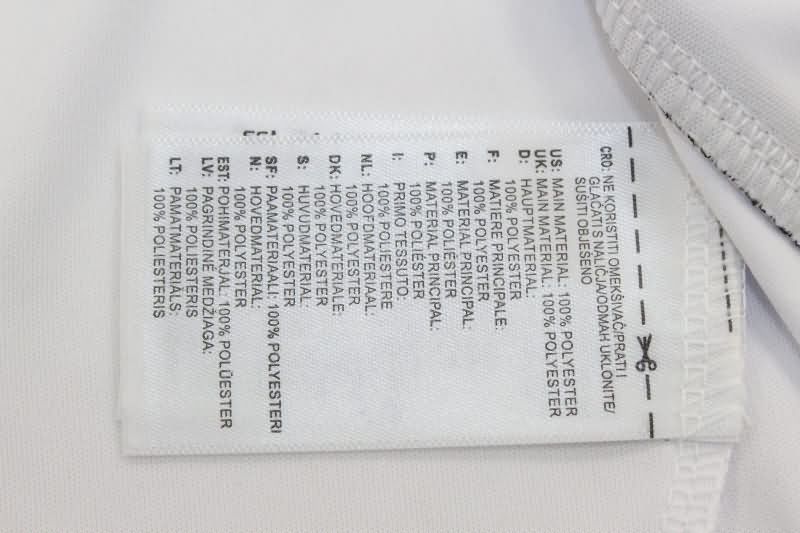 CRO: NE KORISTITI OMEKŠIVAČ/PRATI I
GLAČATI S NALIČJA/ODMAH UKLONITE/
SUŠITI OBJEŠENO
US: MAIN MATERIAL: 100% POLYESTER
UK: MAIN MATERIAL: 100% POLYESTER
D: HAUPTMATERIAL:
100% POLYESTER
F: MATIERE PRINCIPALE:
100% POLYESTER
E: MATERIAL PRINCIPAL:
100% POLIÉSTER
P: MATERIAL PRINCIPAL:
100% POLIÉSTER
I: PRIMO TESSUTO:
100% POLIESTERE
NL: HOOFDMATERIAAL:
100% POLYESTER
DK: HOVEDMATERIALE:
100% POLYESTER
S: HUVUDMATERIAL:
100% POLYESTER
SF: PAAMATERIAALI: 100% POLYESTERI
N: HOVEDMATERIAL:
100% POLYESTER
EST: POHIMATERJAL: 100% POLÜESTER
LV: PAGRINDINĖ MEDŽIAGA:
100% POLIESTERIS
LT: PAMATMATERIALS:
100% POLIESTERIS